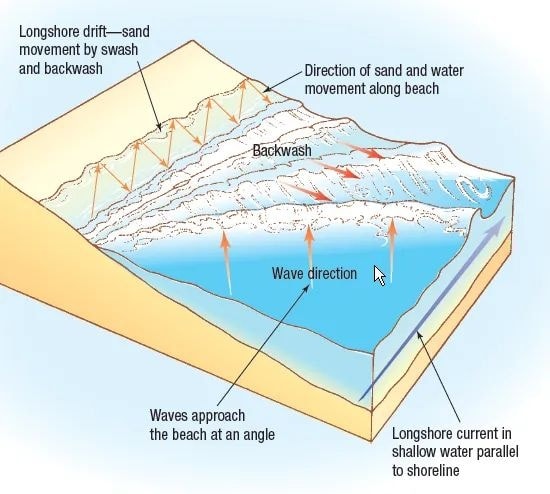 Longshore drift—sand
movement by swash
and backwash
Direction of sand and water
movement along beach
Backwash
Wave direction
Waves approach
the beach at an angle
Longshore current in
shallow water parallel
to shoreline